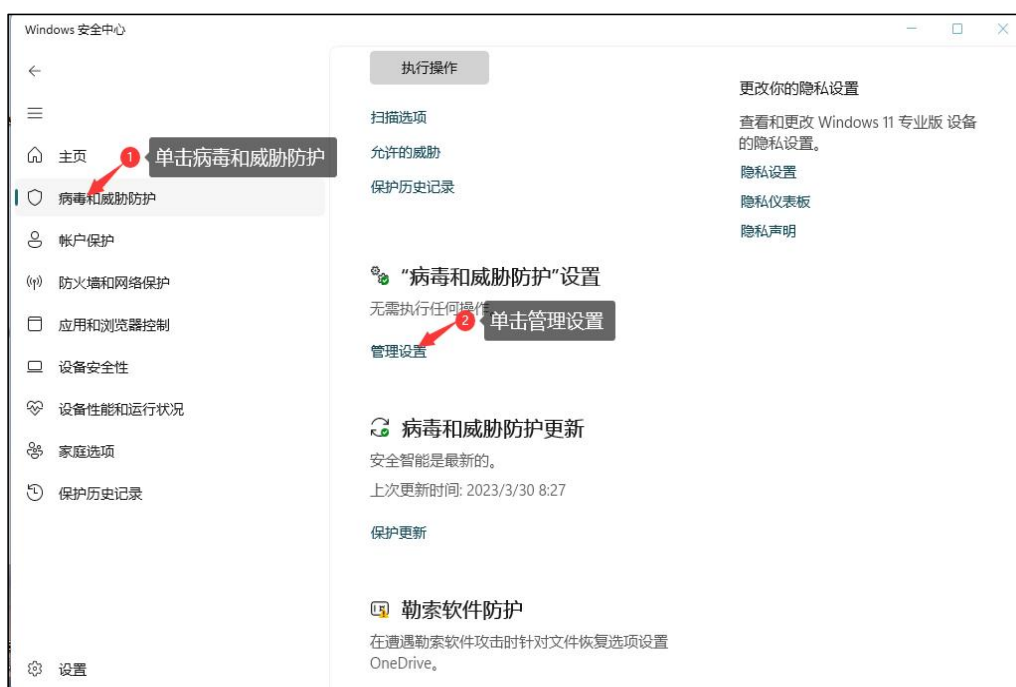 Windows 安全中心
主页
病毒和威胁防护
帐户保护
防火墙和网络保护
应用和浏览器控制
设备安全性
设备性能和运行状况
家庭选项
保护历史记录
设置
1 单击病毒和威胁防护
执行操作
扫描选项
允许的威胁
保护历史记录
“病毒和威胁防护”设置
无需执行任何操作。
2 单击管理设置
管理设置
病毒和威胁防护更新
安全智能是最新的。
上次更新时间: 2023/3/30 8:27
保护更新
勒索软件防护
在遭遇勒索软件攻击时针对文件恢复选项设置
OneDrive。
更改你的隐私设置
查看和更改 Windows 11 专业版 设备
的隐私设置。
隐私设置
隐私仪表板
隐私声明